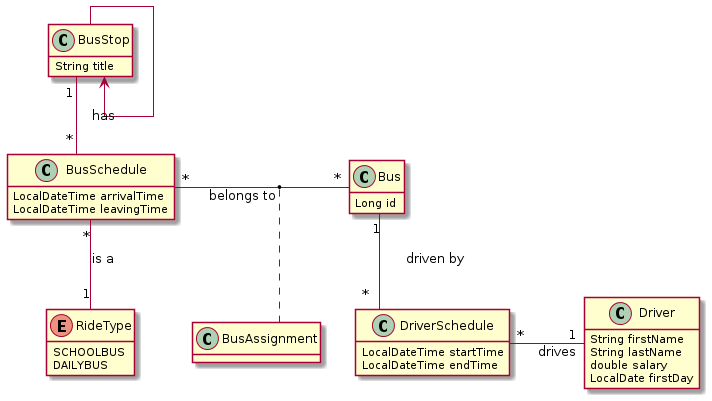 C BusStop
String title
1
has
*
C BusSchedule
LocalDateTime arrivalTime
LocalDateTime leavingTime
*
belongs to
*
C Bus
Long id
*
is a
1
1
driven by
*
E RideType
SCHOOLBUS
DAILYBUS
C BusAssignment
C DriverSchedule
LocalDateTime startTime
LocalDateTime endTime
*
drives
1
C Driver
String firstName
String lastName
double salary
LocalDate firstDay